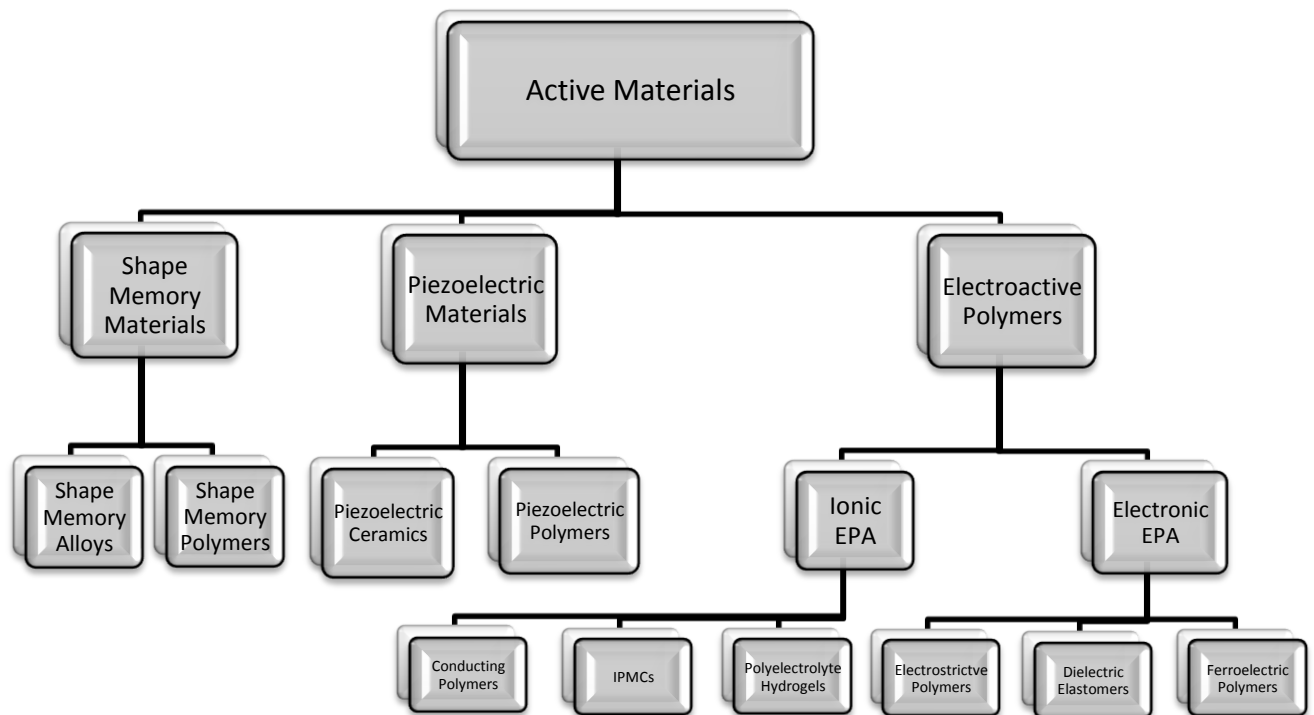 Active Materials
Shape
Memory
Materials
Piezoelectric
Materials
Electroactive
Polymers
Shape
Memory
Alloys
Shape
Memory
Polymers
Piezoelectric
Ceramics
Piezoelectric
Polymers
Ionic
EPA
Electronic
EPA
Conducting
Polymers
IPMCs
Polyelectrolyte
Hydrogels
Electrostrictve
Polymers
Dielectric
Elastomers
Ferroelectric
Polymers